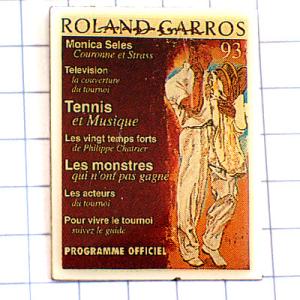 ROLAND GARROS
93
Monica Seles
Couronne et Strass
Television
la couverture
du tournoi
Tennis
et Musique
Les vingt temps forts
de Philippe Chatrier
Les monstres
qui n'ont pas gagné
Les acteurs
du tournoi
Pour vivre le tournoi
suivez le guide
PROGRAMME OFFICIEL